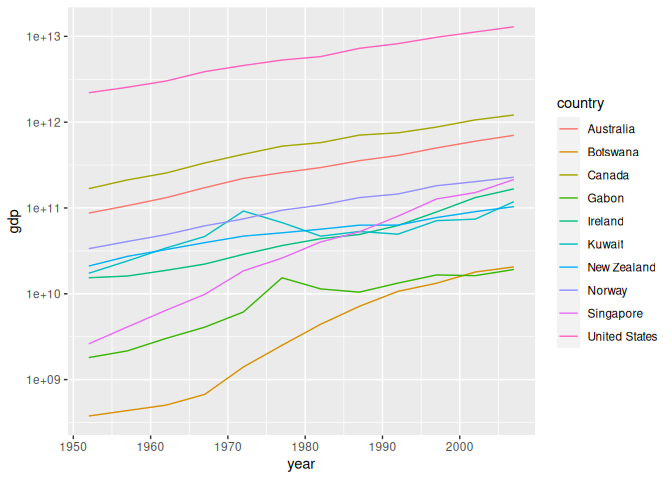 gdp
1e+13
1e+12
1e+11
1e+10
1e+09
1950 1960 1970 1980 1990 2000
year
country
Australia
Botswana
Canada
Gabon
Ireland
Kuwait
New Zealand
Norway
Singapore
United States